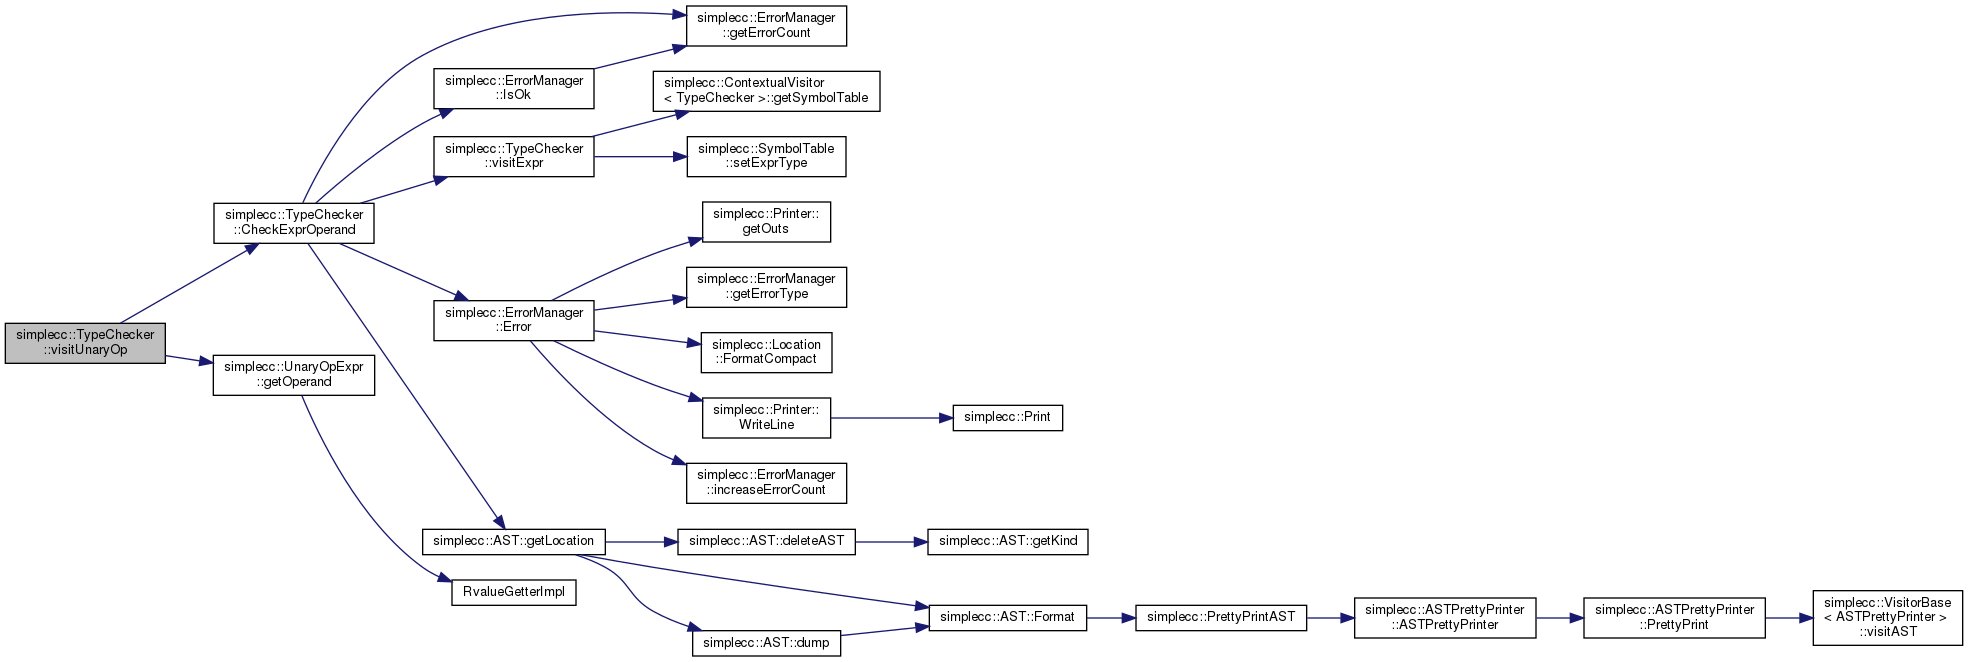 simplecc::TypeChecker
::visitUnaryOp
simplecc::TypeChecker
::CheckExprOperand
simplecc::UnaryOpExpr
::getOperand
simplecc::ErrorManager
::IsOk
simplecc::TypeChecker
::visitExpr
simplecc::ErrorManager
::Error
simplecc::AST::getLocation
RvalueGetterImpl
simplecc::ErrorManager
::getErrorCount
simplecc::ContextualVisitor
< TypeChecker >::getSymbolTable
simplecc::SymbolTable
::setExprType
simplecc::Printer::
getOuts
simplecc::ErrorManager
::getErrorType
simplecc::Location
::FormatCompact
simplecc::Printer::
WriteLine
simplecc::ErrorManager
::increaseErrorCount
simplecc::AST::deleteAST
simplecc::AST::dump
simplecc::Print
simplecc::AST::getKind
simplecc::AST::Format
simplecc::PrettyPrintAST
simplecc::ASTPrettyPrinter
::ASTPrettyPrinter
simplecc::ASTPrettyPrinter
::PrettyPrint
simplecc::VisitorBase
< ASTPrettyPrinter >
::visitAST